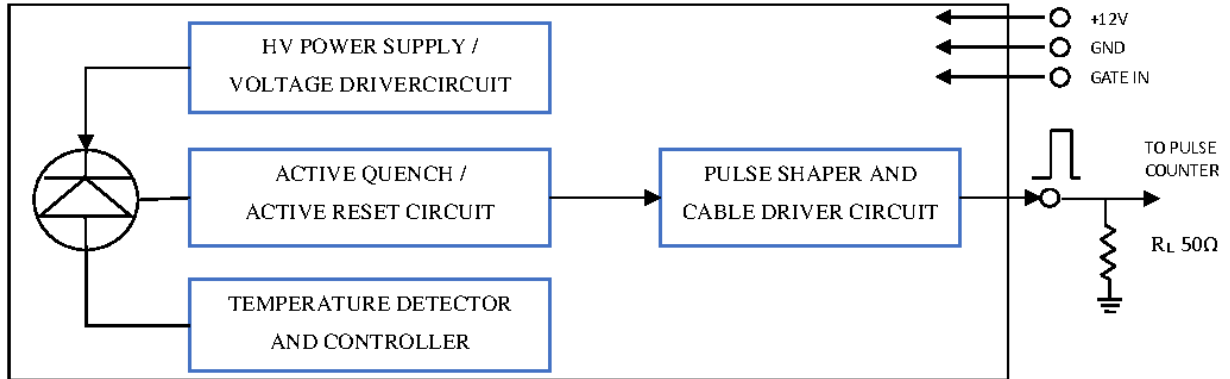 HV POWER SUPPLY /
VOLTAGE DRIVERCIRCUIT
+12V
GND
GATE IN
ACTIVE QUENCH /
ACTIVE RESET CIRCUIT
PULSE SHAPER AND
CABLE DRIVER CIRCUIT
TO PULSE
COUNTER
RL 50Ω
TEMPERATURE DETECTOR
AND CONTROLLER